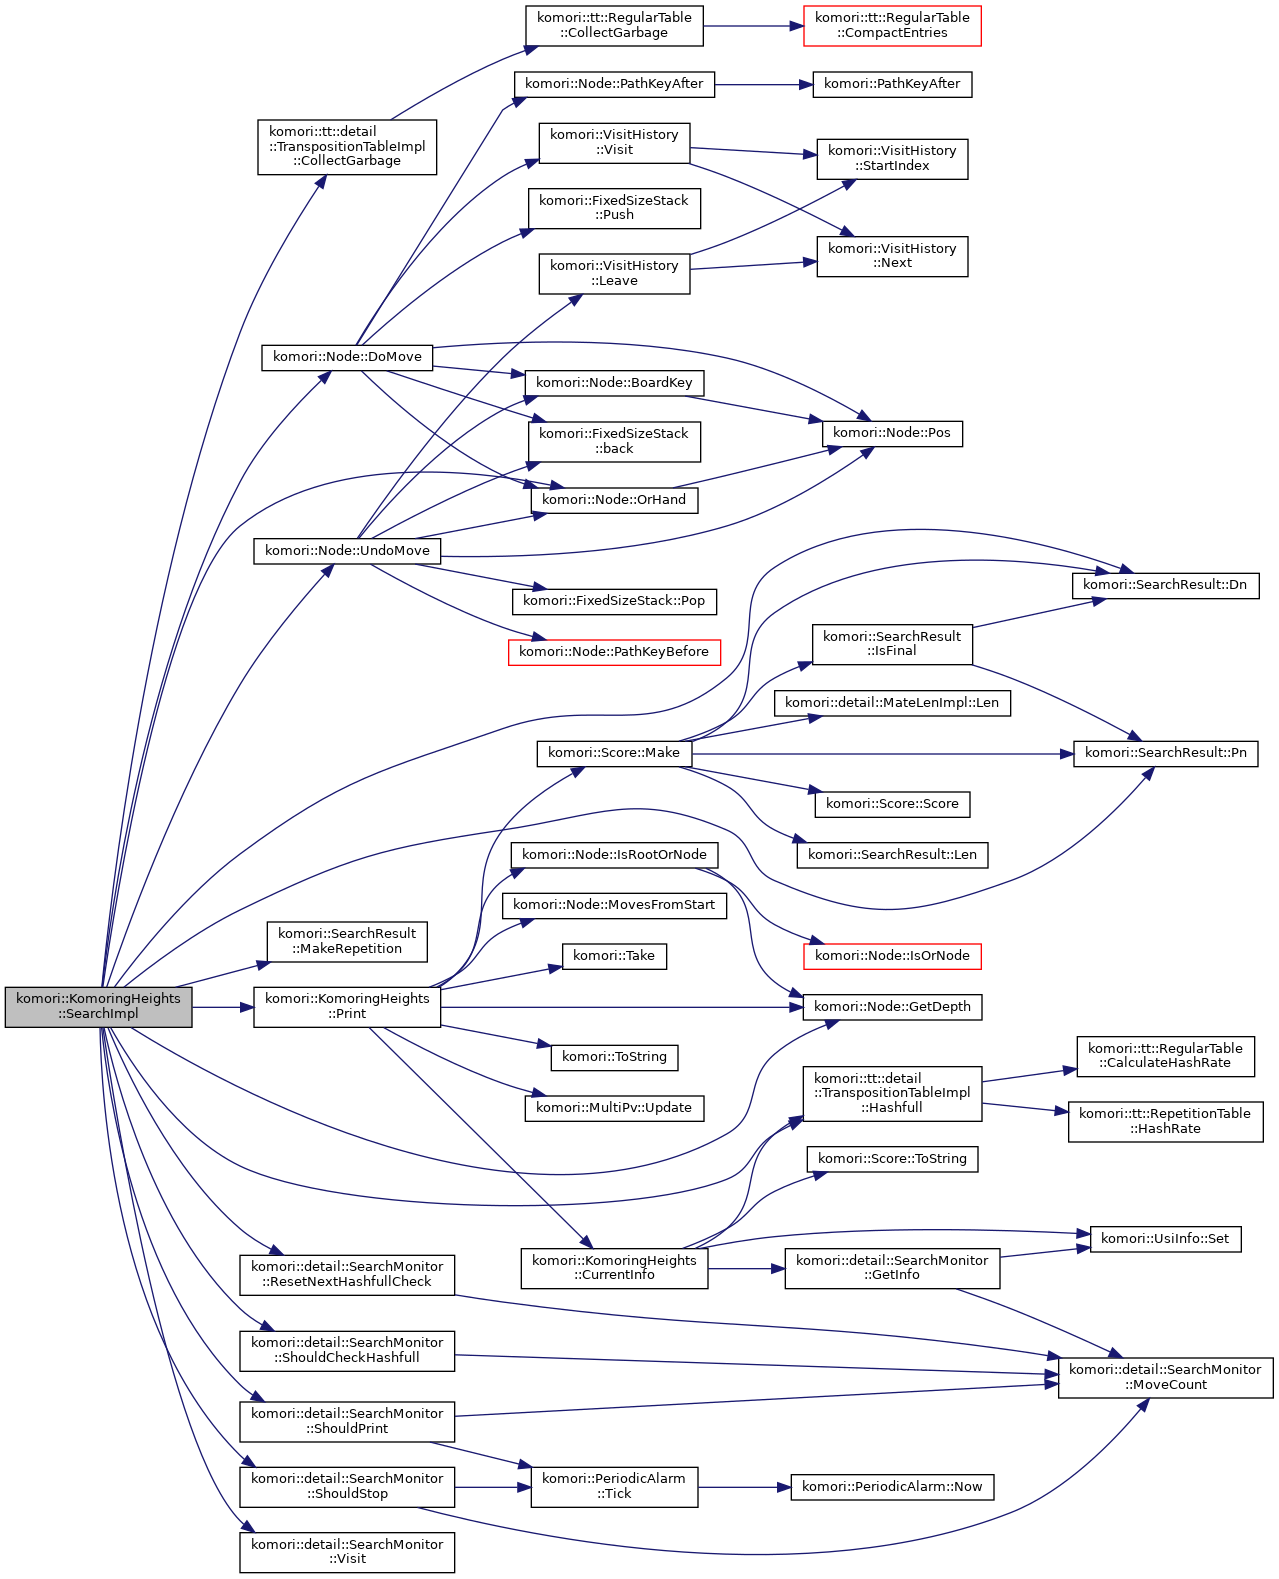 komori::tt::RegularTable
::CollectGarbage
komori::tt::RegularTable
::CompactEntries
komori::Node::PathKeyAfter
komori::PathKeyAfter
komori::tt::detail
::TranspositionTableImpl
::CollectGarbage
komori::VisitHistory
::Visit
komori::VisitHistory
::StartIndex
komori::FixedSizeStack
::Push
komori::VisitHistory
::Next
komori::VisitHistory
::Leave
komori::Node::DoMove
komori::Node::BoardKey
komori::FixedSizeStack
::back
komori::Node::Pos
komori::Node::OrHand
komori::Node::UndoMove
komori::FixedSizeStack::Pop
komori::SearchResult::Dn
komori::Node::PathKeyBefore
komori::SearchResult
::IsFinal
komori::detail::MateLenImpl::Len
komori::Score::Make
komori::SearchResult::Pn
komori::Score::Score
komori::SearchResult::Len
komori::Node::IsRootOrNode
komori::Node::MovesFromStart
komori::SearchResult
::MakeRepetition
komori::Take
komori::Node::IsOrNode
komori::KomoringHeights
::SearchImpl
komori::KomoringHeights
::Print
komori::Node::GetDepth
komori::ToString
komori::tt::RegularTable
::CalculateHashRate
komori::tt::detail
::TranspositionTableImpl
::Hashfull
komori::MultiPv::Update
komori::tt::RepetitionTable
::HashRate
komori::Score::ToString
komori::UsiInfo::Set
komori::detail::SearchMonitor
::ResetNextHashfullCheck
komori::KomoringHeights
::CurrentInfo
komori::detail::SearchMonitor
::GetInfo
komori::detail::SearchMonitor
::ShouldCheckHashfull
komori::detail::SearchMonitor
::MoveCount
komori::detail::SearchMonitor
::ShouldPrint
komori::detail::SearchMonitor
::ShouldStop
komori::PeriodicAlarm
::Tick
komori::PeriodicAlarm::Now
komori::detail::SearchMonitor
::Visit